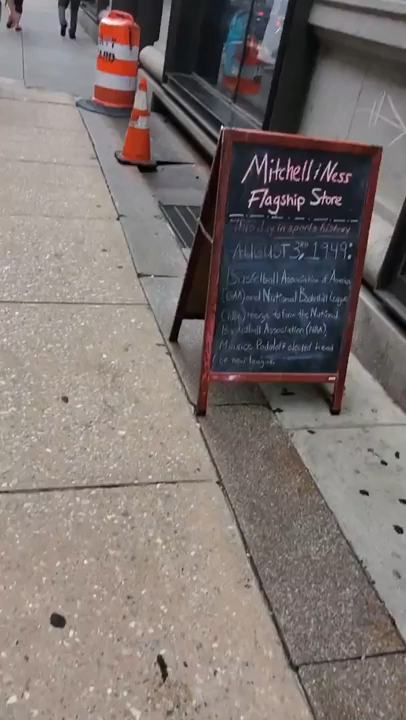 Mitchell & Ness
Flagship Store
This day in sports history
AUGUST 3RD, 1949:
Basketball Association of America
(BAA) and National Basketball League
(NBL) merge to form the National
Basketball Association (NBA).
Maurice Podoloff elected head
of new league.